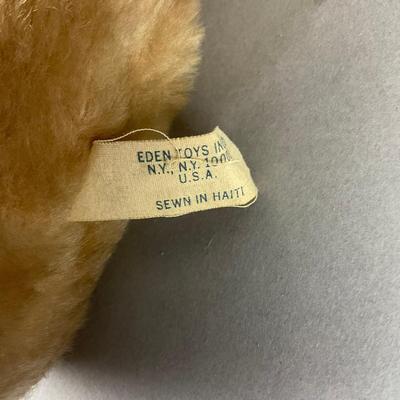 EDEN TOYS IN
N.Y., N.Y. 100
U.S.A.
SEWN IN HAITI